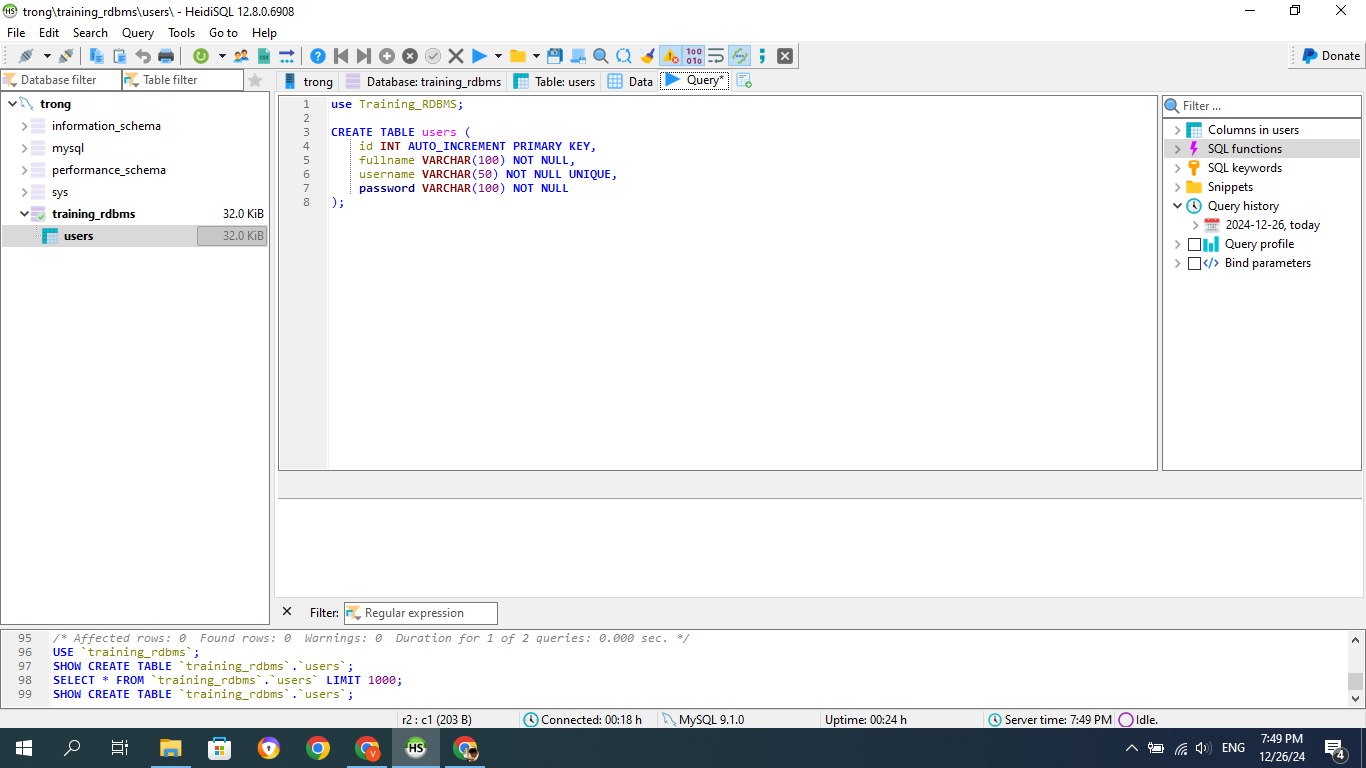 trong\training_rdbms\users\ - HeidiSQL 12.8.0.6908
File Edit Search Query Tools Go to Help
Donate
Database filter Table filter
trong Database: training_rdbms Table: users Data Query*
trong
information_schema
mysql
performance_schema
sys
training_rdbms 32.0 KiB
users 32.0 KiB
1 use Training_RDBMS;
2
3 CREATE TABLE users (
4 id INT AUTO_INCREMENT PRIMARY KEY,
5 fullname VARCHAR(100) NOT NULL,
6 username VARCHAR(50) NOT NULL UNIQUE,
7 password VARCHAR(100) NOT NULL
8 );
Filter ...
Columns in users
SQL functions
SQL keywords
Snippets
Query history
2024-12-26, today
Query profile
Bind parameters
Filter: Regular expression
95 /* Affected rows: 0 Found rows: 0 Warnings: 0 Duration for 1 of 2 queries: 0.000 sec. */
96 USE `training_rdbms`;
97 SHOW CREATE TABLE `training_rdbms`.`users`;
98 SELECT * FROM `training_rdbms`.`users` LIMIT 1000;
99 SHOW CREATE TABLE `training_rdbms`.`users`;
r2 : c1 (203 B) Connected: 00:18 h MySQL 9.1.0 Uptime: 00:24 h Server time: 7:49 PM Idle.
HS
ENG
7:49 PM
12/26/24
4